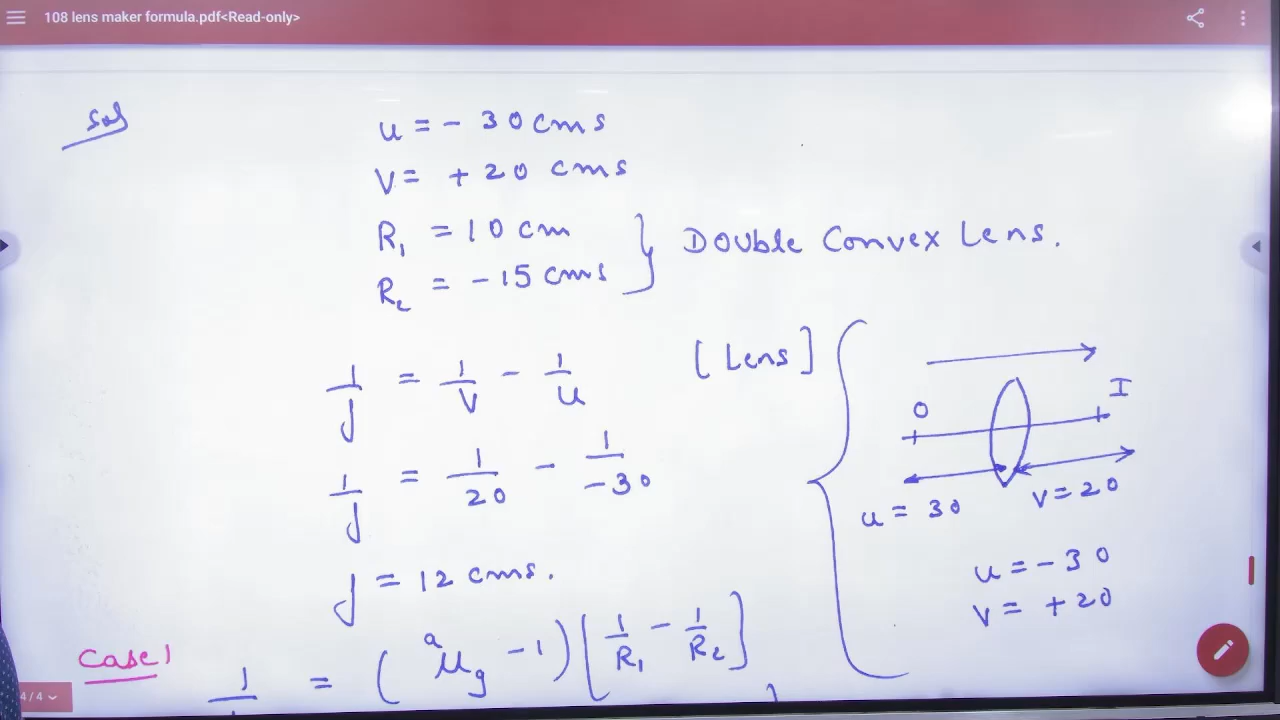 108 lens maker formula.pdf<Read-only>
Sol
u = - 30 cms
V = + 20 cms
R₁ = 10 cm
R₂ = - 15 cms
} Double Convex Lens.
1/f = 1/V - 1/u [Lens]
1/f = 1/20 - 1/-30
f = 12 cms.
O I
u = 30 v = 20
u = - 30
v = + 20
Case 1
1/ = (ᵃμg - 1) [1/R₁ - 1/R₂]
4/4